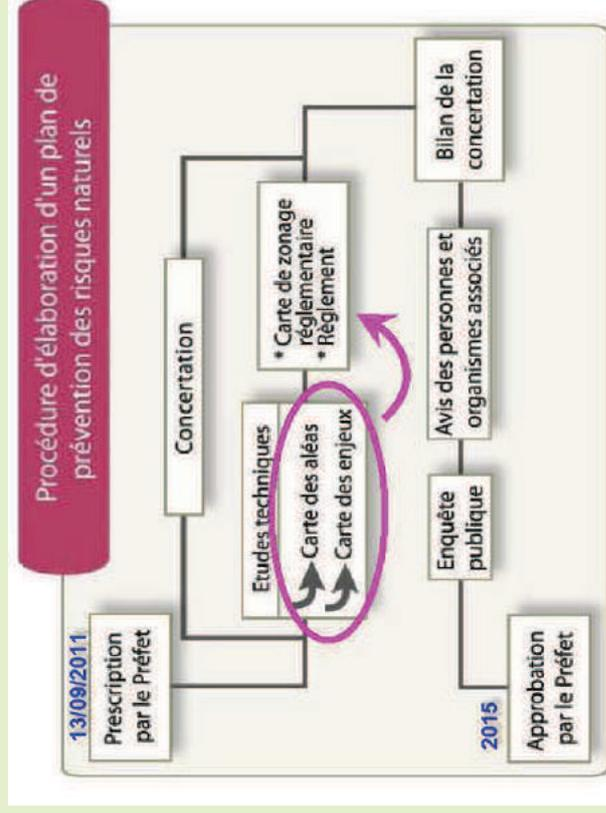 Procédure d'élaboration d'un plan de
prévention des risques naturels
13/09/2011
Prescription
par le Préfet
Concertation
Etudes techniques
Carte des aléas
Carte des enjeux
* Carte de zonage
réglementaire
* Règlement
Bilan de la
concertation
Avis des personnes et
organismes associés
Enquête
publique
2015
Approbation
par le Préfet